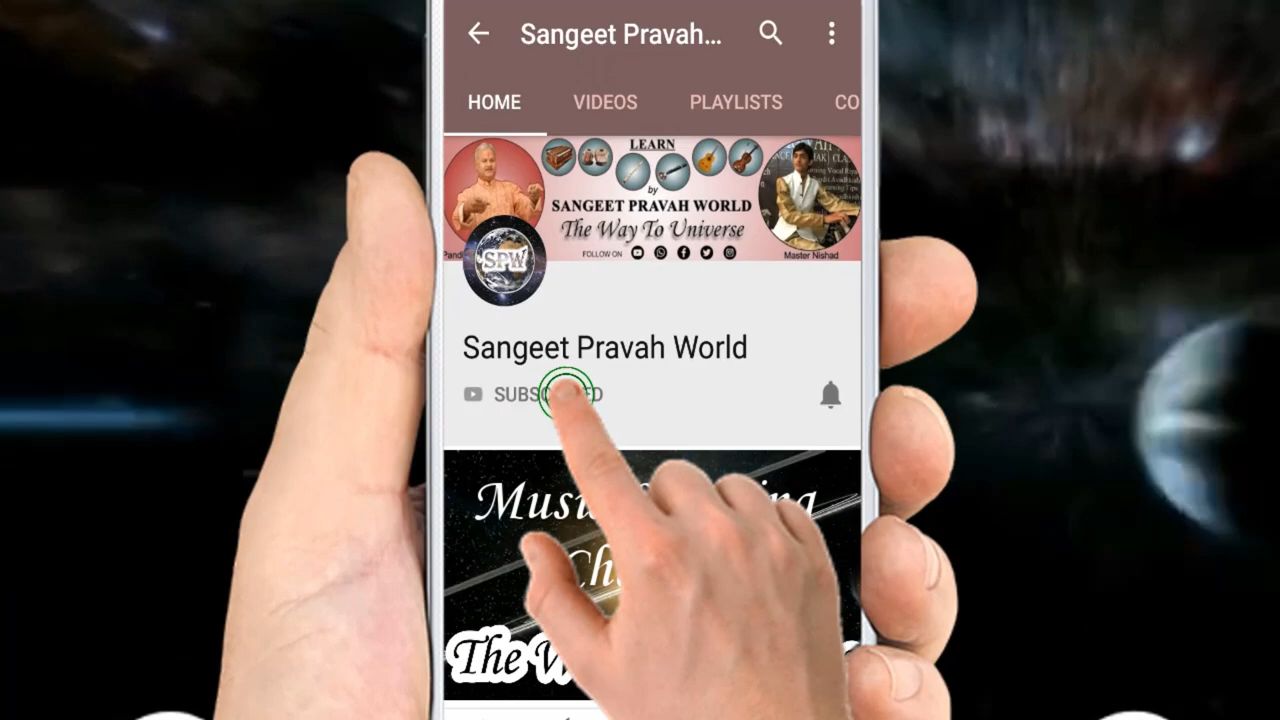 Sangeet Pravah...
HOME VIDEOS PLAYLISTS CO
LEARN
by
SANGEET PRAVAH WORLD
The Way To Universe
FOLLOW ON
Master Nishad
SPW
Sangeet Pravah World
The